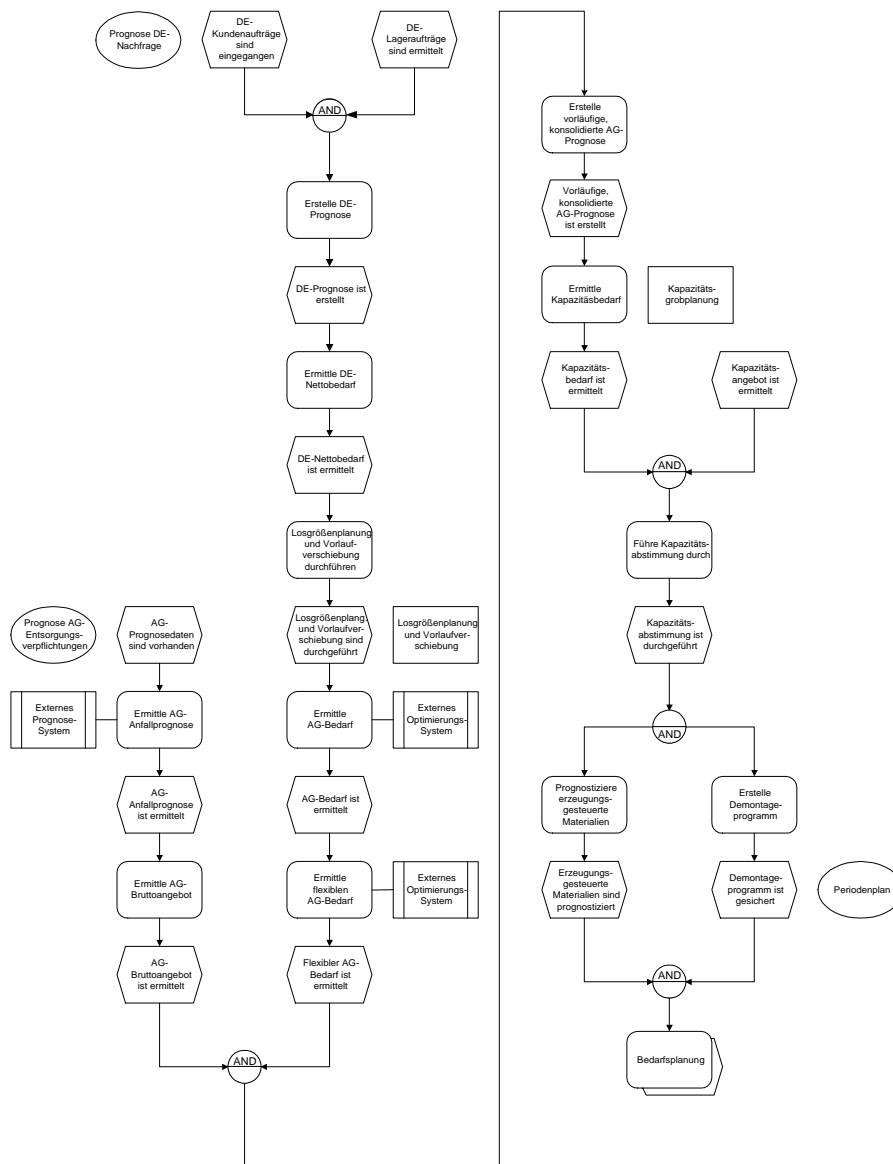 Prognose DE-
Nachfrage
DE-
Kundenaufträge
sind
eingegangen
DE-
Lageraufträge
sind ermittelt
AND
Erstelle DE-
Prognose
DE-Prognose ist
erstellt
Ermittle DE-
Nettobedarf
DE-Nettobedarf
ist ermittelt
Losgrößenplanung
und Vorlauf-
verschiebung
durchführen
Prognose AG-
Entsorgungs-
verpflichtungen
AG-
Prognosedaten
sind vorhanden
Losgrößenplang.
und Vorlaufver-
schiebung sind
durchgeführt
Losgrößenplanung
und Vorlaufver-
schiebung
Externes
Prognose-
System
Ermittle AG-
Anfallprognose
Ermittle
AG-Bedarf
Externes
Optimierungs-
System
AG-
Anfallprognose
ist ermittelt
AG-Bedarf ist
ermittelt
Ermittle AG-
Bruttoangebot
Ermittle
flexiblen
AG-Bedarf
Externes
Optimierungs-
System
AG-
Bruttoangebot
ist ermittelt
Flexibler AG-
Bedarf ist
ermittelt
AND
Erstelle
vorläufige,
konsolidierte AG-
Prognose
Vorläufige,
konsolidierte
AG-Prognose
ist erstellt
Ermittle
Kapazitäsbedarf
Kapazitäts-
grobplanung
Kapazitäts-
bedarf ist
ermittelt
Kapazitäts-
angebot ist
ermittelt
AND
Führe Kapazitäts-
abstimmung durch
Kapazitäts-
abstimmung ist
durchgeführt
AND
Prognostiziere
erzeugungs-
gesteuerte
Materialien
Erstelle
Demontage-
programm
Erzeugungs-
gesteuerte
Materialien sind
prognostiziert
Demontage-
programm ist
gesichert
Periodenplan
AND
Bedarfsplanung